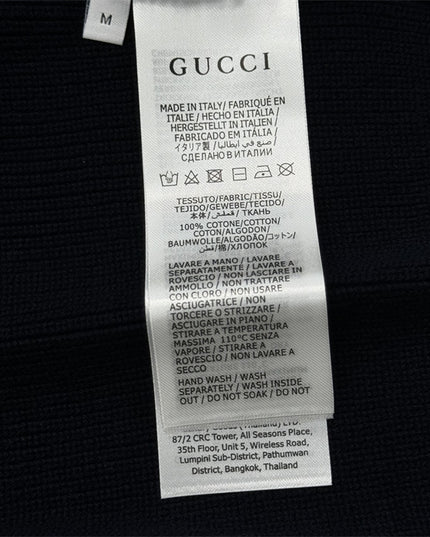 M
GUCCI
MADE IN ITALY/FABRIQUÉ EN
ITALIE/HECHO EN ITALIA/
HERGESTELLT IN ITALIEN/
FABRICADO EM ITÁLIA/
イタリア製/صنع في ايطاليا/
СДЕЛАНО В ИТАЛИИ
TESSUTO/FABRIC/TISSU/
TEJIDO/GEWEBE/TECIDO/
本体/قماش/ТКАНЬ
100% COTONE/COTTON/
COTON/ALGODON/
BAUMWOLLE/ALGODÃO/コットン/
قطن/棉/ХЛОПОК
LAVARE A MANO/LAVARE
SEPARATAMENTE/LAVARE A
ROVESCIO/NON LASCIARE IN
AMMOLLO/NON TRATTARE
CON CLORO/NON USARE
ASCIUGATRICE/NON
TORCERE O STRIZZARE/
ASCIUGARE IN PIANO/
STIRARE A TEMPERATURA
MASSIMA 110°C SENZA
VAPORE/STIRARE A
ROVESCIO/NON LAVARE A
SECCO
HAND WASH/WASH
SEPARATELY/WASH INSIDE
OUT/DO NOT SOAK/DO NOT
(Thailand) LTD.
87/2 CRC Tower, All Seasons Place,
35th Floor, Unit 5, Wireless Road,
Lumpini Sub-District, Pathumwan
District, Bangkok, Thailand